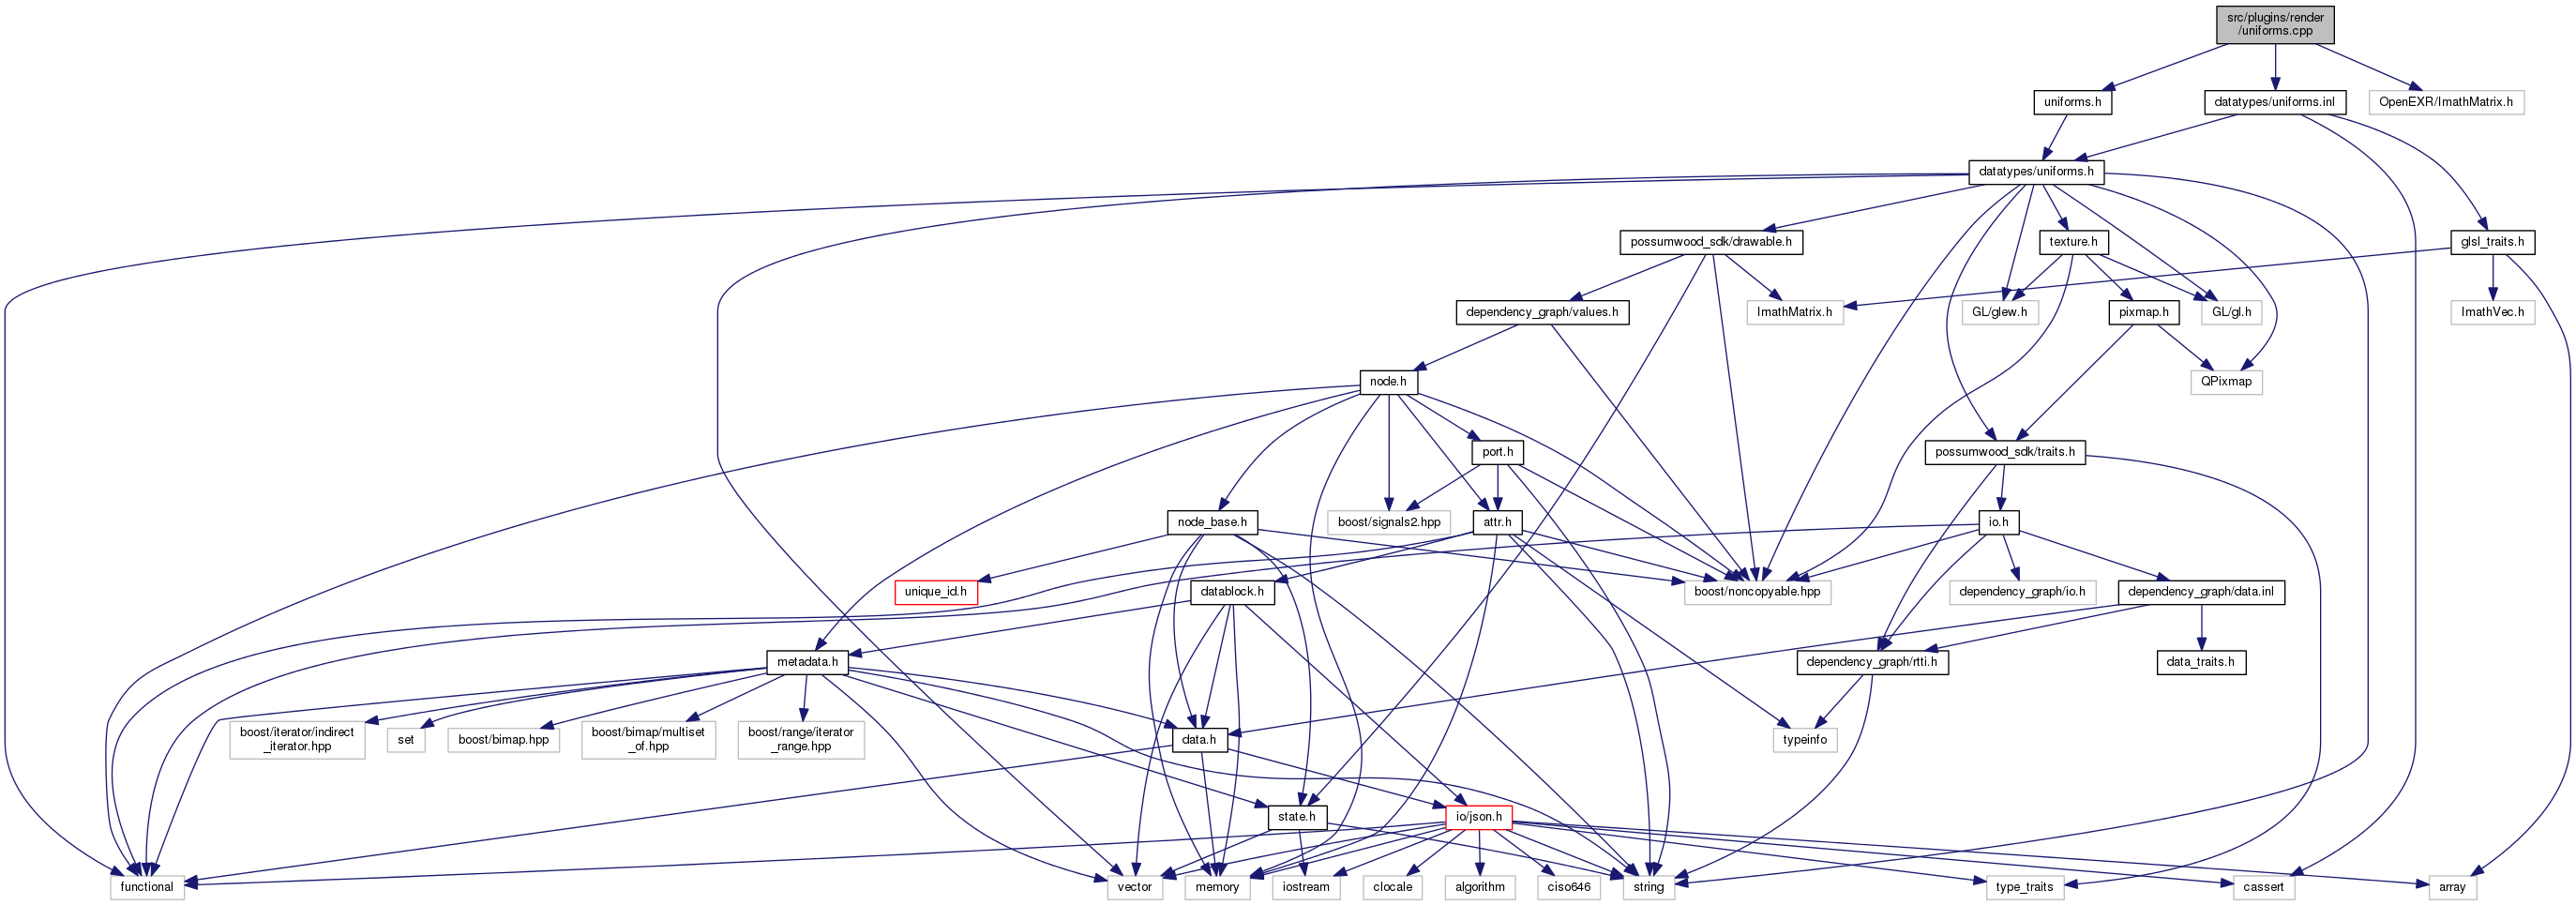 src/plugins/render
/uniforms.cpp
uniforms.h
datatypes/uniforms.inl
OpenEXR/ImathMatrix.h
datatypes/uniforms.h
possumwood_sdk/drawable.h
texture.h
glsl_traits.h
dependency_graph/values.h
ImathMatrix.h
GL/glew.h
pixmap.h
GL/gl.h
ImathVec.h
node.h
QPixmap
port.h
possumwood_sdk/traits.h
node_base.h
boost/signals2.hpp
attr.h
io.h
unique_id.h
datablock.h
boost/noncopyable.hpp
dependency_graph/io.h
dependency_graph/data.inl
metadata.h
dependency_graph/rtti.h
data_traits.h
boost/iterator/indirect
_iterator.hpp
set
boost/bimap.hpp
boost/bimap/multiset
_of.hpp
boost/range/iterator
_range.hpp
data.h
typeinfo
state.h
io/json.h
functional
vector
memory
iostream
clocale
algorithm
ciso646
string
type_traits
cassert
array